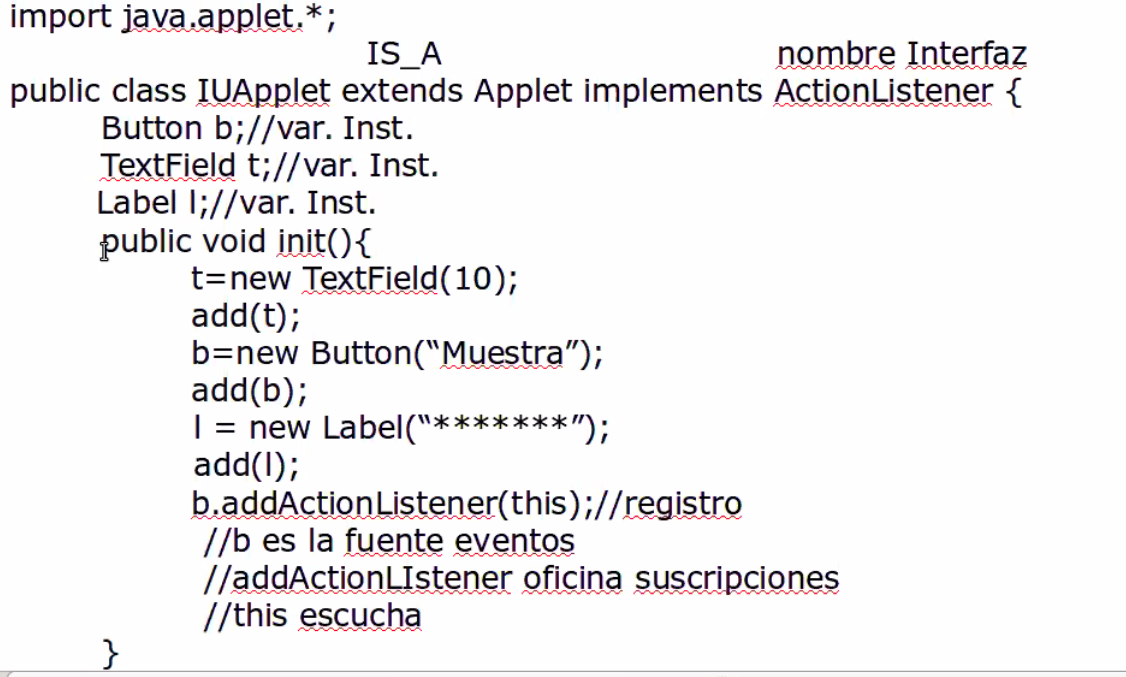 import java.applet.*;
IS_A nombre Interfaz
public class IUApplet extends Applet implements ActionListener {
Button b;//var. Inst.
TextField t;//var. Inst.
Label l;//var. Inst.
public void init(){
t=new TextField(10);
add(t);
b=new Button(“Muestra”);
add(b);
l = new Label(“*******”);
add(l);
b.addActionListener(this);//registro
//b es la fuente eventos
//addActionLIstener oficina suscripciones
//this escucha
}